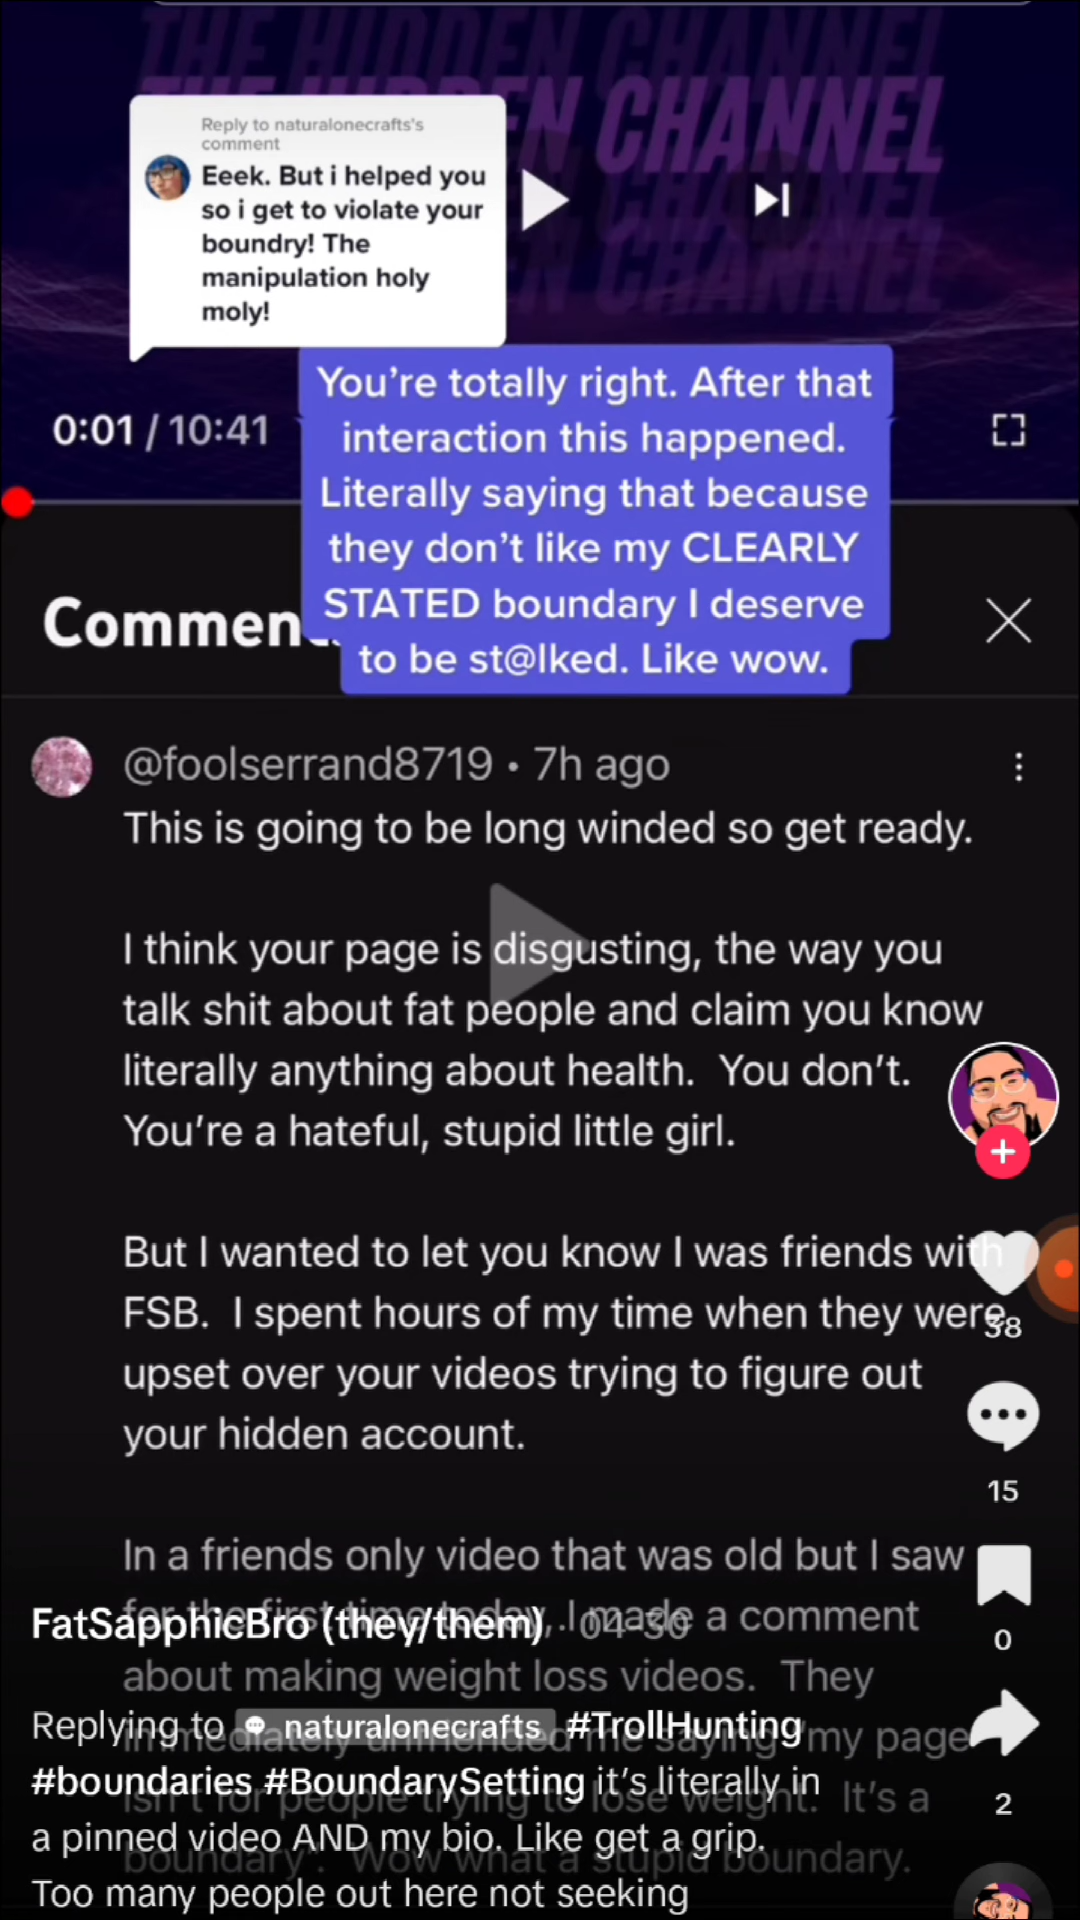 THE HIDDEN CHANNEL
THE HIDDEN CHANNEL
Reply to naturalonecrafts's
comment
Eeek. But i helped you
so i get to violate your
boundry! The
manipulation holy
moly!
You're totally right. After that
interaction this happened.
Literally saying that because
they don't like my CLEARLY
STATED boundary I deserve
to be st@lked. Like wow.
0:01 / 10:41
Commen
@foolserrand8719 • 7h ago
This is going to be long winded so get ready.
I think your page is disgusting, the way you
talk shit about fat people and claim you know
literally anything about health. You don't.
You're a hateful, stupid little girl.
But I wanted to let you know I was friends with
FSB. I spent hours of my time when they were
38
upset over your videos trying to figure out
your hidden account.
15
In a friends only video that was old but I saw
for the first time today, I made a comment
FatSapphicBro (they/them) 04-30
0
about making weight loss videos. They
immediately unfriended me saying "my page
Replying to naturalonecrafts #TrollHunting
isn't for people trying to lose weight. It's a
#boundaries #BoundarySetting it's literally in
2
boundary". Wow what a stupid boundary.
a pinned video AND my bio. Like get a grip.
Too many people out here not seeking